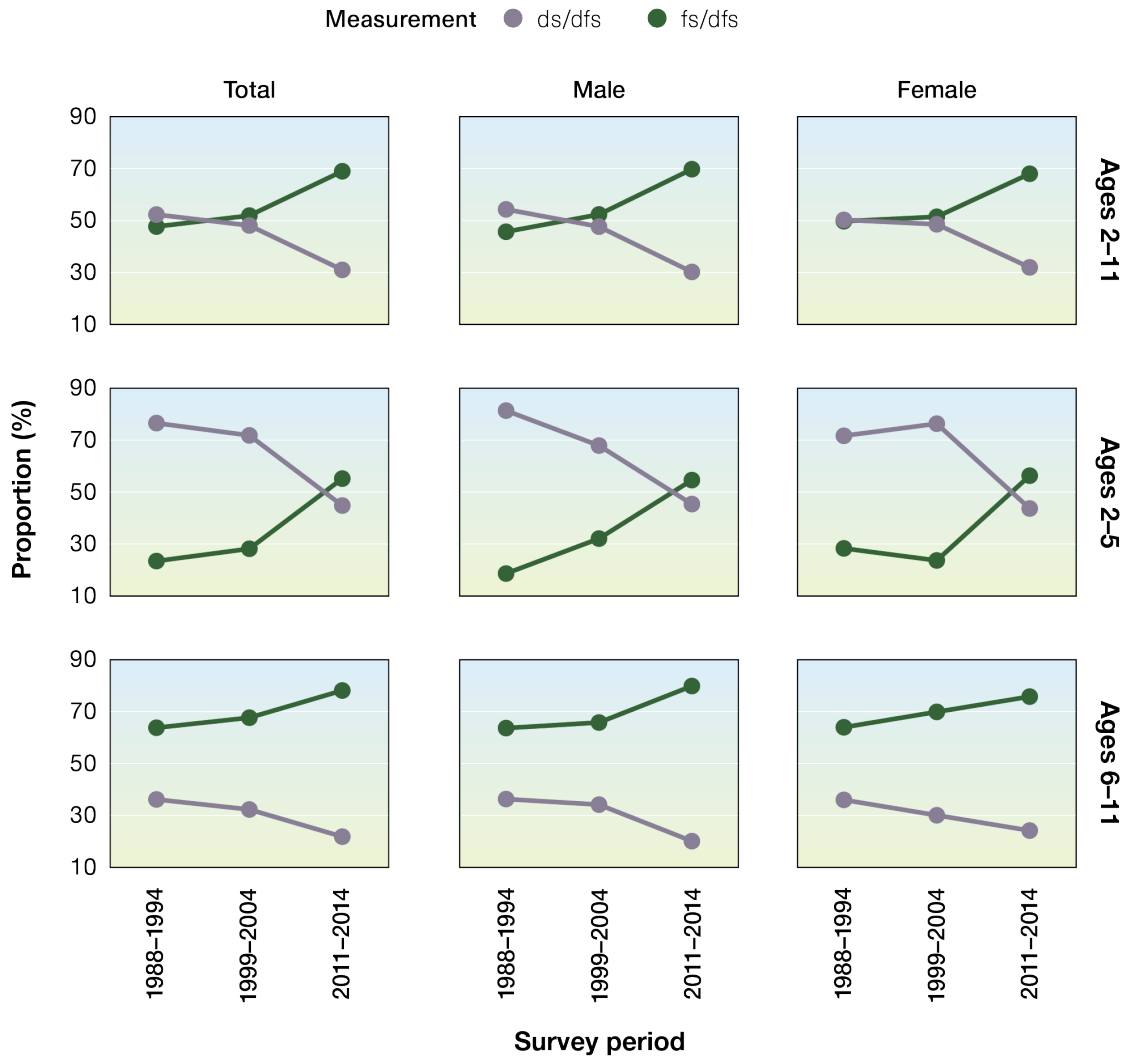 Measurement ds/dfs fs/dfs
Total Male Female
90
70
50
30
10
Ages 2–11
90
70
50
30
10
Ages 2–5
Proportion (%)
90
70
50
30
10
Ages 6–11
1988–1994 1999–2004 2011–2014 1988–1994 1999–2004 2011–2014 1988–1994 1999–2004 2011–2014
Survey period